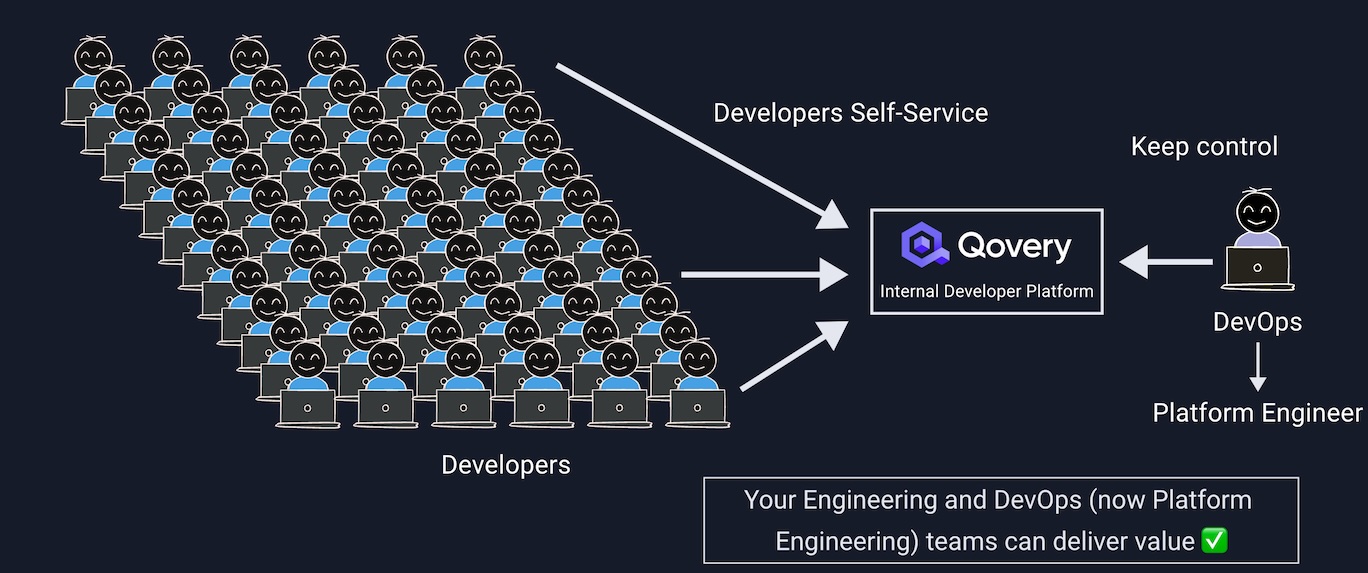 Developers Self-Service
Keep control
Qovery
Internal Developer Platform
DevOps
Platform Engineer
Developers
Your Engineering and DevOps (now Platform
Engineering) teams can deliver value ✅